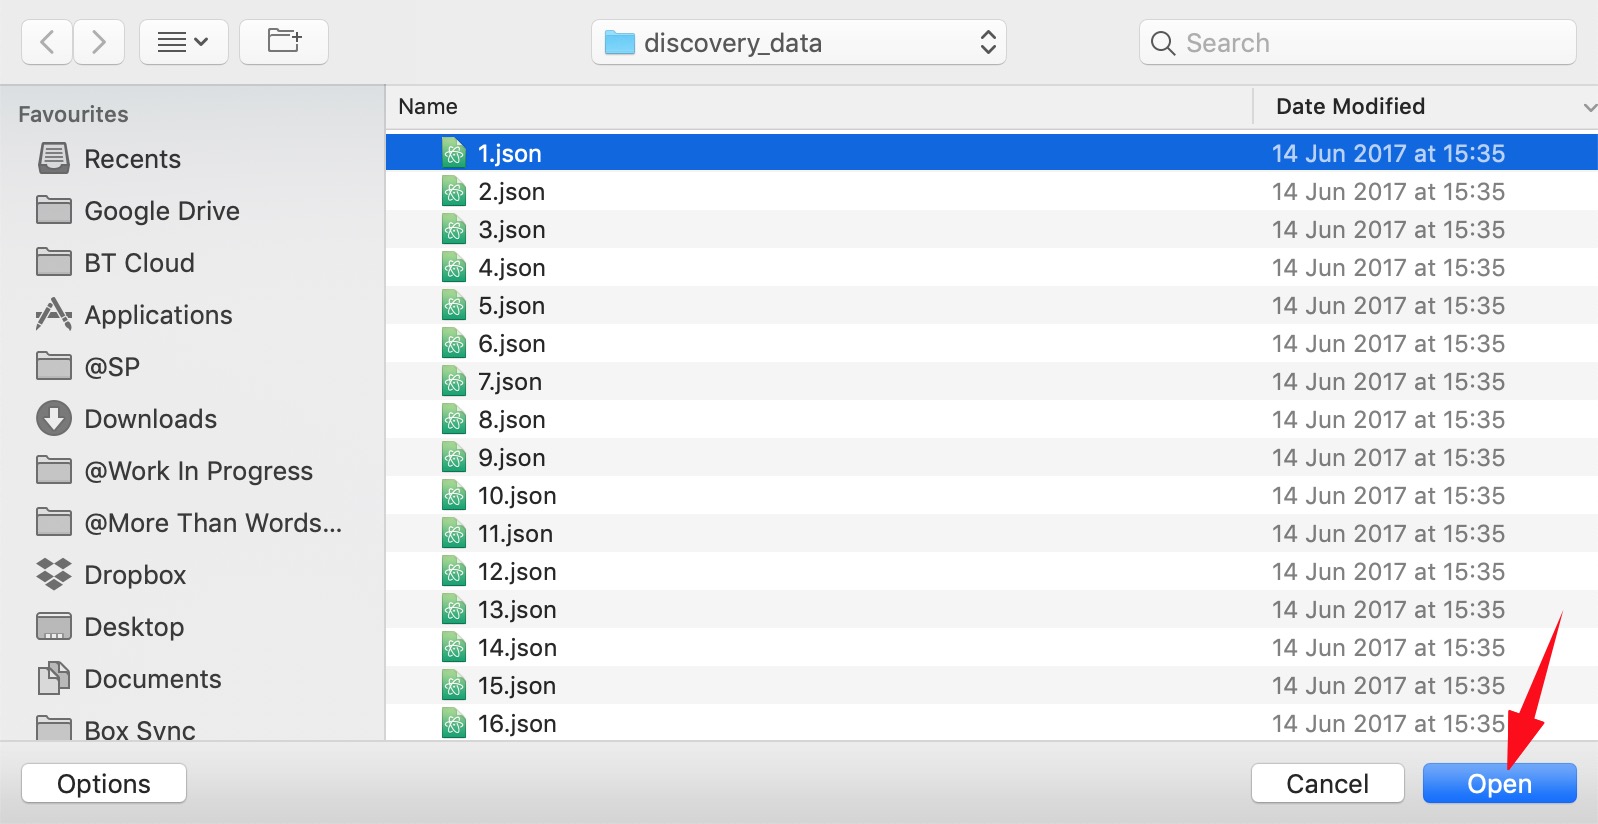 discovery_data
Search
Favourites
Recents
Google Drive
BT Cloud
Applications
@SP
Downloads
@Work In Progress
@More Than Words...
Dropbox
Desktop
Documents
Box Sync
Name Date Modified
1.json 14 Jun 2017 at 15:35
2.json 14 Jun 2017 at 15:35
3.json 14 Jun 2017 at 15:35
4.json 14 Jun 2017 at 15:35
5.json 14 Jun 2017 at 15:35
6.json 14 Jun 2017 at 15:35
7.json 14 Jun 2017 at 15:35
8.json 14 Jun 2017 at 15:35
9.json 14 Jun 2017 at 15:35
10.json 14 Jun 2017 at 15:35
11.json 14 Jun 2017 at 15:35
12.json 14 Jun 2017 at 15:35
13.json 14 Jun 2017 at 15:35
14.json 14 Jun 2017 at 15:35
15.json 14 Jun 2017 at 15:35
16.json 14 Jun 2017 at 15:35
Options
Cancel
Open